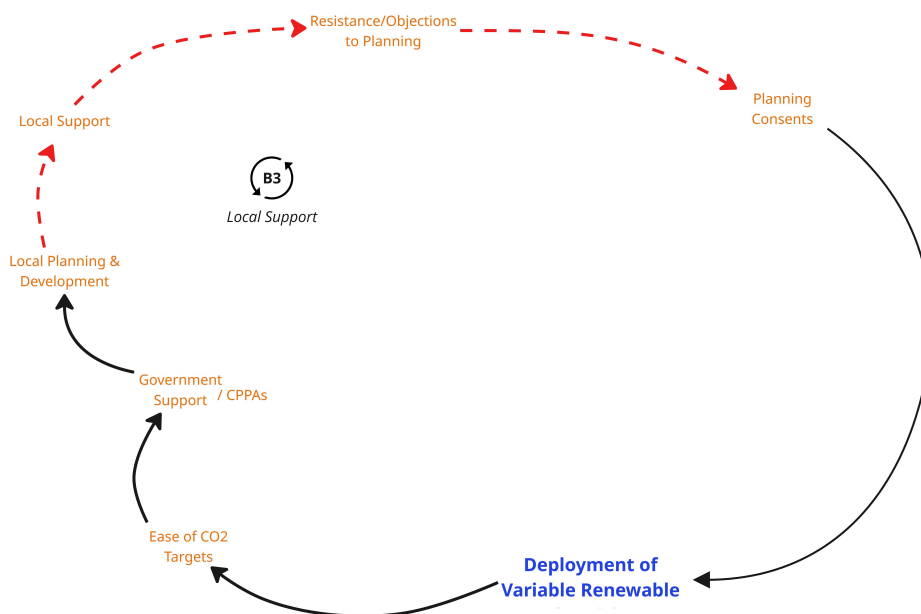 Resistance/Objections
to Planning
Planning
Consents
Local Support
B3
Local Support
Local Planning &
Development
Government
Support / CPPAs
Ease of CO2
Targets
Deployment of
Variable Renewable